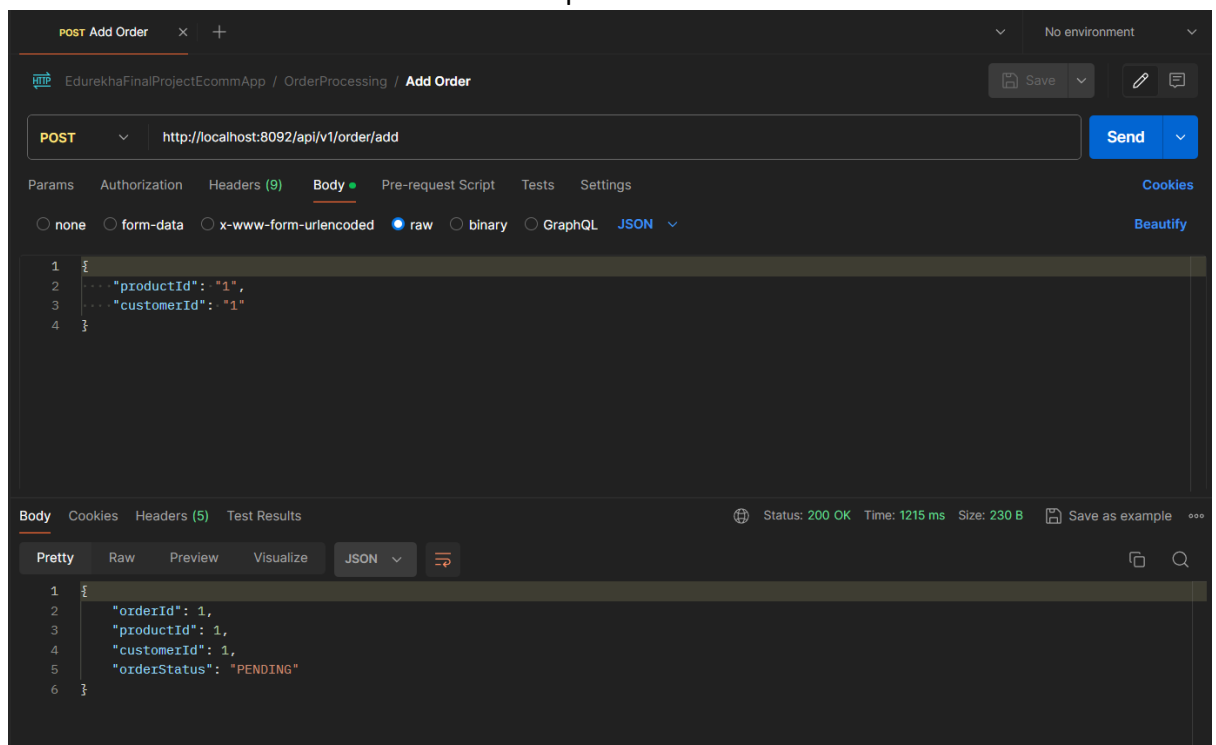 POST Add Order
No environment
HTTP EdurekhaFinalProjectEcommApp / OrderProcessing / Add Order
Save
POST http://localhost:8092/api/v1/order/add Send
Params Authorization Headers (9) Body Pre-request Script Tests Settings Cookies
none form-data x-www-form-urlencoded raw binary GraphQL JSON Beautify
1 {
2 ····"productId":·"1",
3 ····"customerId":·"1"
4 }
Body Cookies Headers (5) Test Results Status: 200 OK Time: 1215 ms Size: 230 B Save as example
Pretty Raw Preview Visualize JSON
1 {
2 "orderId": 1,
3 "productId": 1,
4 "customerId": 1,
5 "orderStatus": "PENDING"
6 }